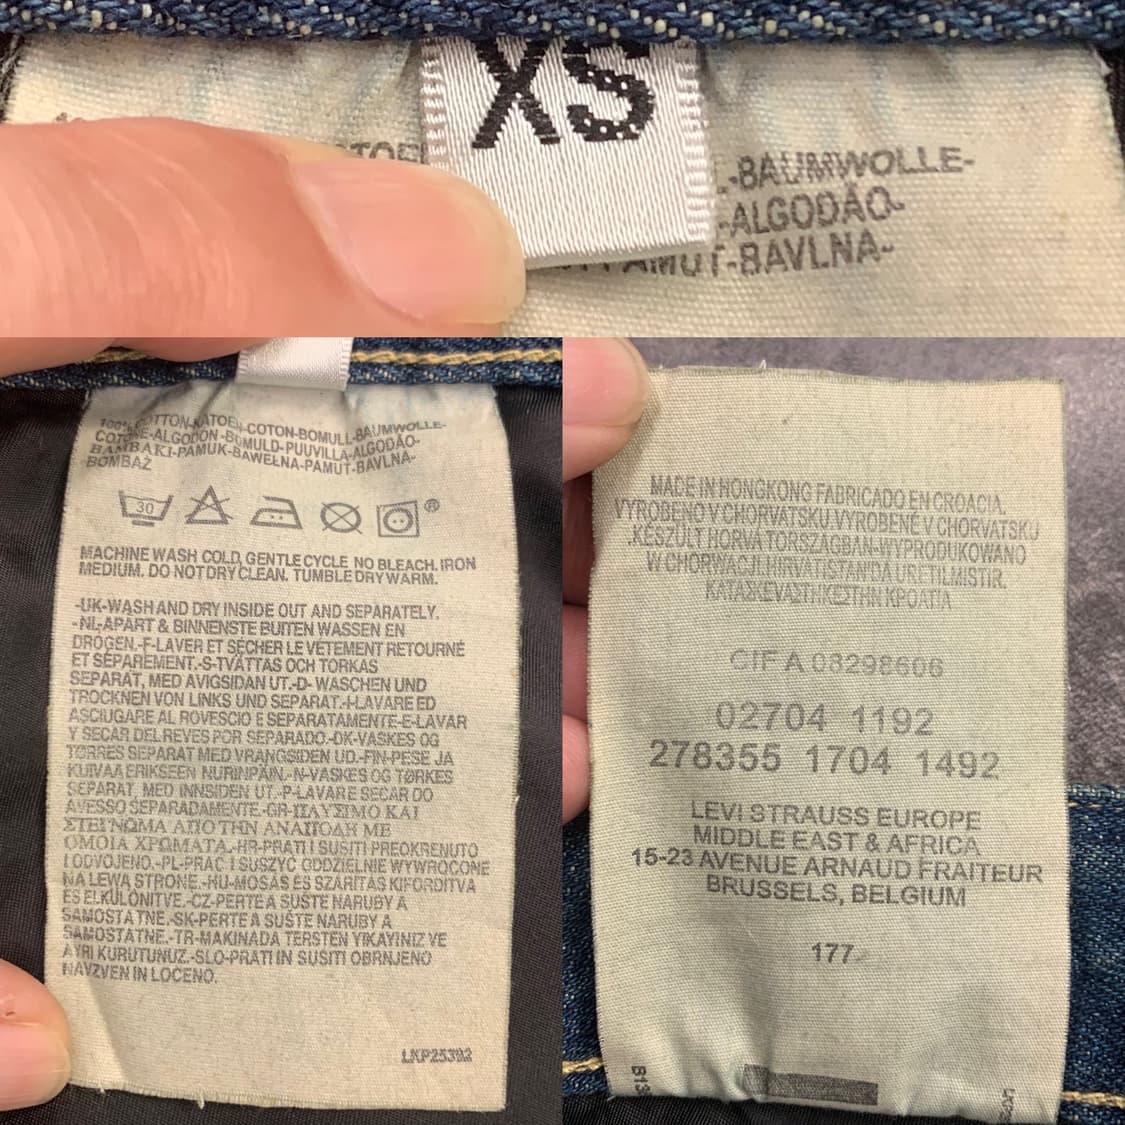 XS
-BAUMWOLLE-
-ALGODÃO-
PAMUT-BAVLNA-
100% COTTON-KATOEN-COTON-BOMULL-BAUMWOLLE-
COTONE-ALGODON-BOMULD-PUUVILLA-ALGODÃO-
BAMBAKI-PAMUK-BAWEŁNA-PAMUT-BAVLNA-
BOMBAŽ
30
®
MACHINE WASH COLD, GENTLE CYCLE NO BLEACH. IRON
MEDIUM. DO NOT DRY CLEAN. TUMBLE DRY WARM.
-UK-WASH AND DRY INSIDE OUT AND SEPARATELY.
-NL-APART & BINNENSTE BUITEN WASSEN EN
DROGEN.-F-LAVER ET SÉCHER LE VÊTEMENT RETOURNÉ
ET SÉPAREMENT.-S-TVÄTTAS OCH TORKAS
SEPARAT, MED AVIGSIDAN UT.-D- WASCHEN UND
TROCKNEN VON LINKS UND SEPARAT.-I-LAVARE ED
ASCIUGARE AL ROVESCIO E SEPARATAMENTE-E-LAVAR
Y SECAR DEL REVES POR SEPARADO.-DK-VASKES OG
TØRRES SEPARAT MED VRANGSIDEN UD.-FIN-PESE JA
KUIVAA ERIKSEEN NURINPÄIN.-N-VASKES OG TØRKES
SEPARAT, MED INNSIDEN UT.-P-LAVAR E SECAR DO
AVESSO SEPARADAMENTE.-GR-ΠΛΥΣΙΜΟ ΚΑΙ
ΣΤΕΓΝΩΜΑ ΑΠΟ ΤΗΝ ΑΝΑΠΟΔΗ ΜΕ
ΟΜΟΙΑ ΧΡΩΜΑΤΑ.-HR-PRATI I SUSITI PREOKRENUTO
I ODVOJENO.-PL-PRAĆ I SUSZYĆ ODDZIELNIE WYWRÓCONE
NA LEWĄ STRONĘ.-HU-MOSÁS ÉS SZÁRITÁS KIFORDITVA
ÉS ELKÜLÖNITVE.-CZ-PERTE A SUŠTE NARUBY A
SAMOSTATNE.-SK-PERTE A SUŠTE NARUBY A
SAMOSTATNE.-TR-MAKINADA TERSTEN YIKAYINIZ VE
AYRI KURUTUNUZ.-SLO-PRATI IN SUSITI OBRNJENO
NAVZVEN IN LOCENO.
LKP25392
MADE IN HONGKONG FABRICADO EN CROACIA.
VYROBENO V CHORVATSKU.VYROBENÉ V CHORVATSKU
.KÉSZÜLT HORVÁTORSZÁGBAN-WYPRODUKOWANO
W CHORWACJI.HIRVATISTAN'DA ÜRETILMISTIR.
ΚΑΤΑΣΚΕΥΑΣΤΗΚΕ ΣΤΗΝ ΚΡΟΑΤΙΑ
CIF A 08298606
02704 1192
278355 1704 1492
LEVI STRAUSS EUROPE
MIDDLE EAST & AFRICA
15-23 AVENUE ARNAUD FRAITEUR
BRUSSELS, BELGIUM
177